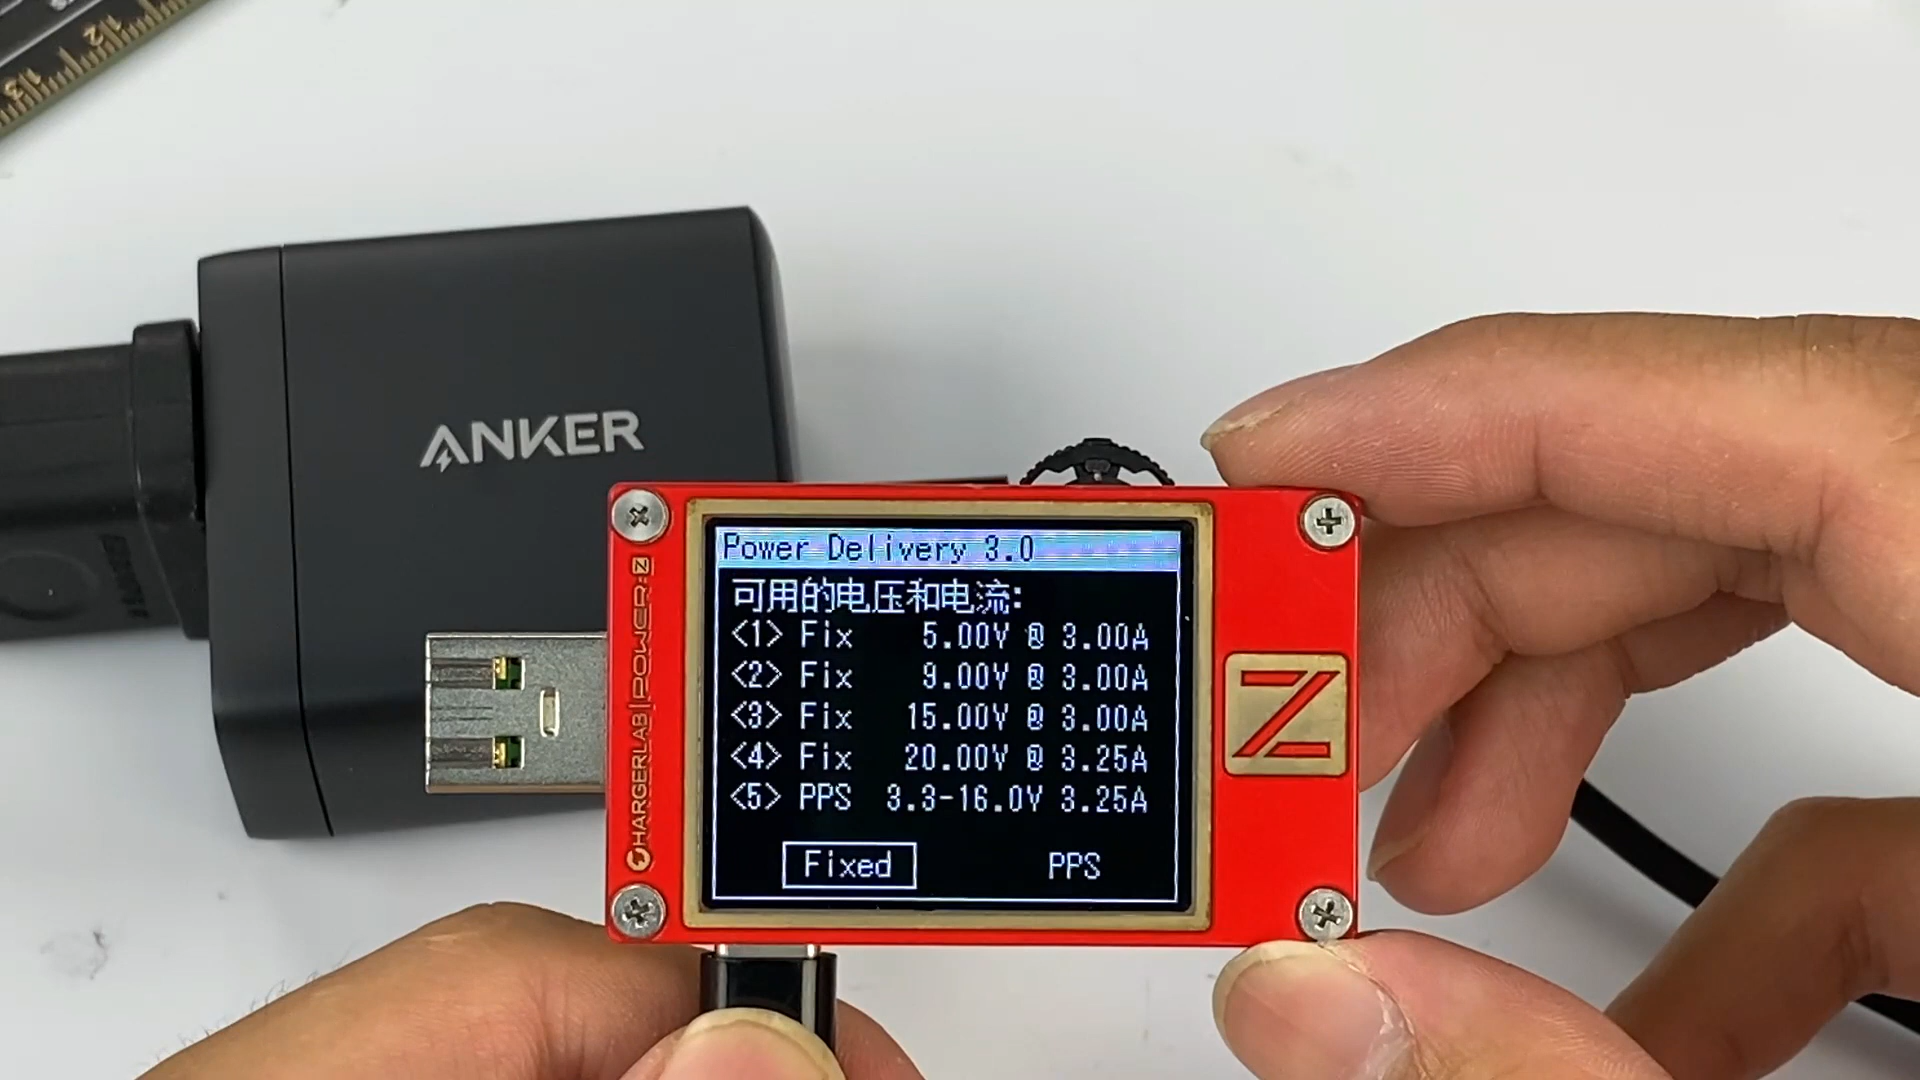 2
3
ANKER
CHARGERLAB | POWER-Z
Power Delivery 3.0
可用的电压和电流:
<1> Fix 5.00V @ 3.00A
<2> Fix 9.00V @ 3.00A
<3> Fix 15.00V @ 3.00A
<4> Fix 20.00V @ 3.25A
<5> PPS 3.3-16.0V 3.25A
Fixed PPS
Z